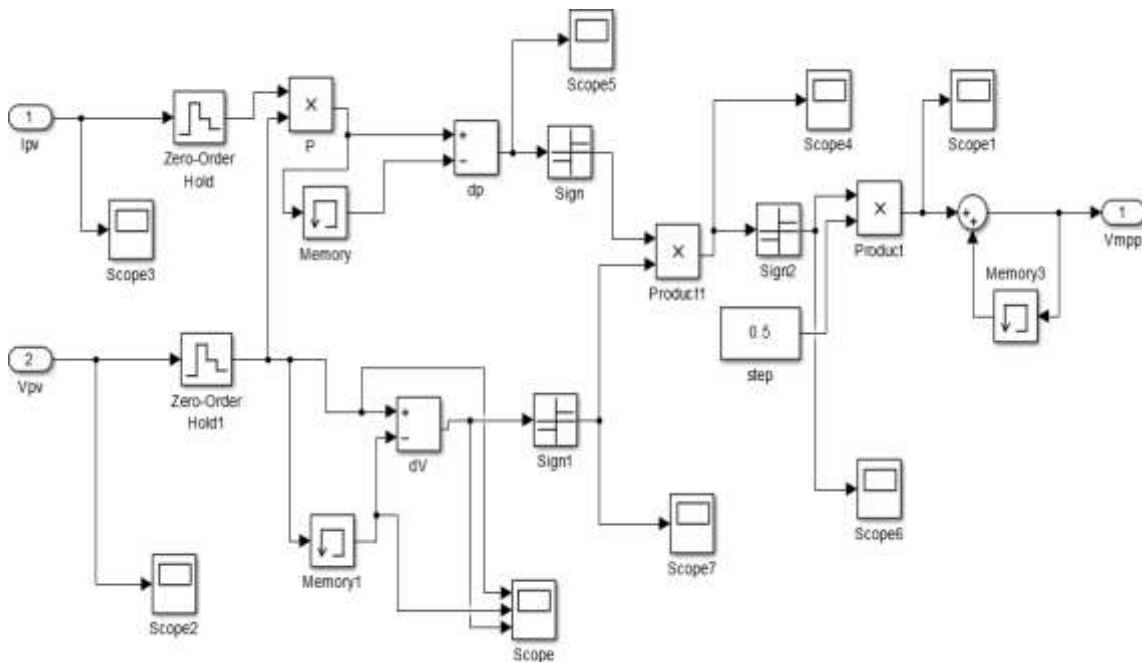 1
Ipv
Zero-Order
Hold
Scope3
×
P
Memory
+
−
dp
Scope5
Sign
×
Product1
Scope4
Sign2
0.5
step
×
Product
Scope1
+
+
Memory3
1
Vmpp
2
Vpv
Zero-Order
Hold1
Scope2
Memory1
+
−
dV
Sign1
Scope
Scope7
Scope6